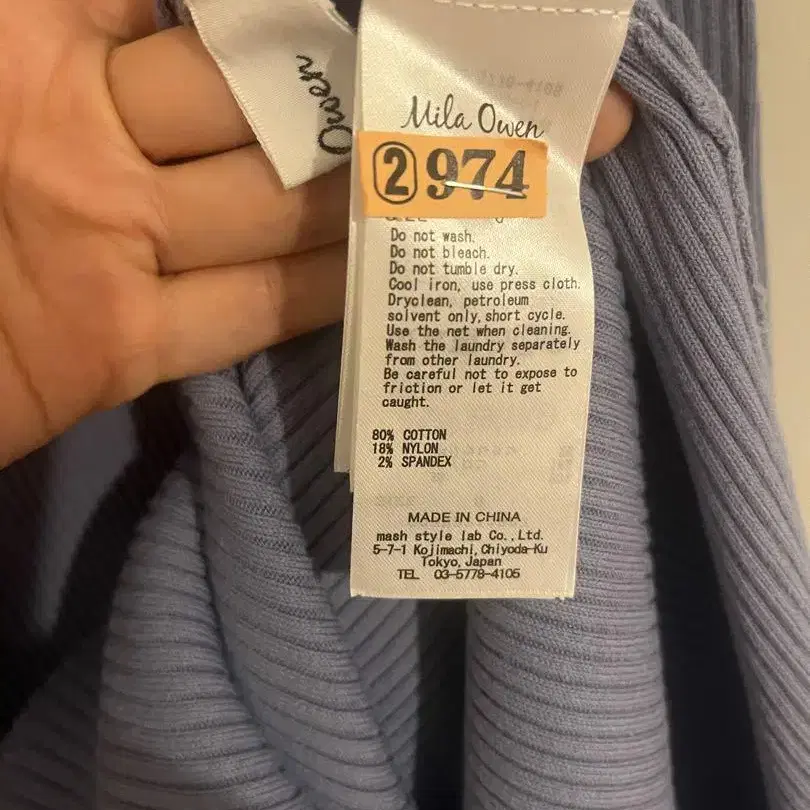 Owen
Mila Owen
② 974
Do not wash.
Do not bleach.
Do not tumble dry.
Cool iron, use press cloth.
Dryclean, petroleum
solvent only, short cycle.
Use the net when cleaning.
Wash the laundry separately
from other laundry.
Be careful not to expose to
friction or let it get
caught.
80% COTTON
18% NYLON
2% SPANDEX
MADE IN CHINA
mash style lab Co.,Ltd.
5-7-1 Kojimachi,Chiyoda-Ku
Tokyo,Japan
TEL 03-5778-4105